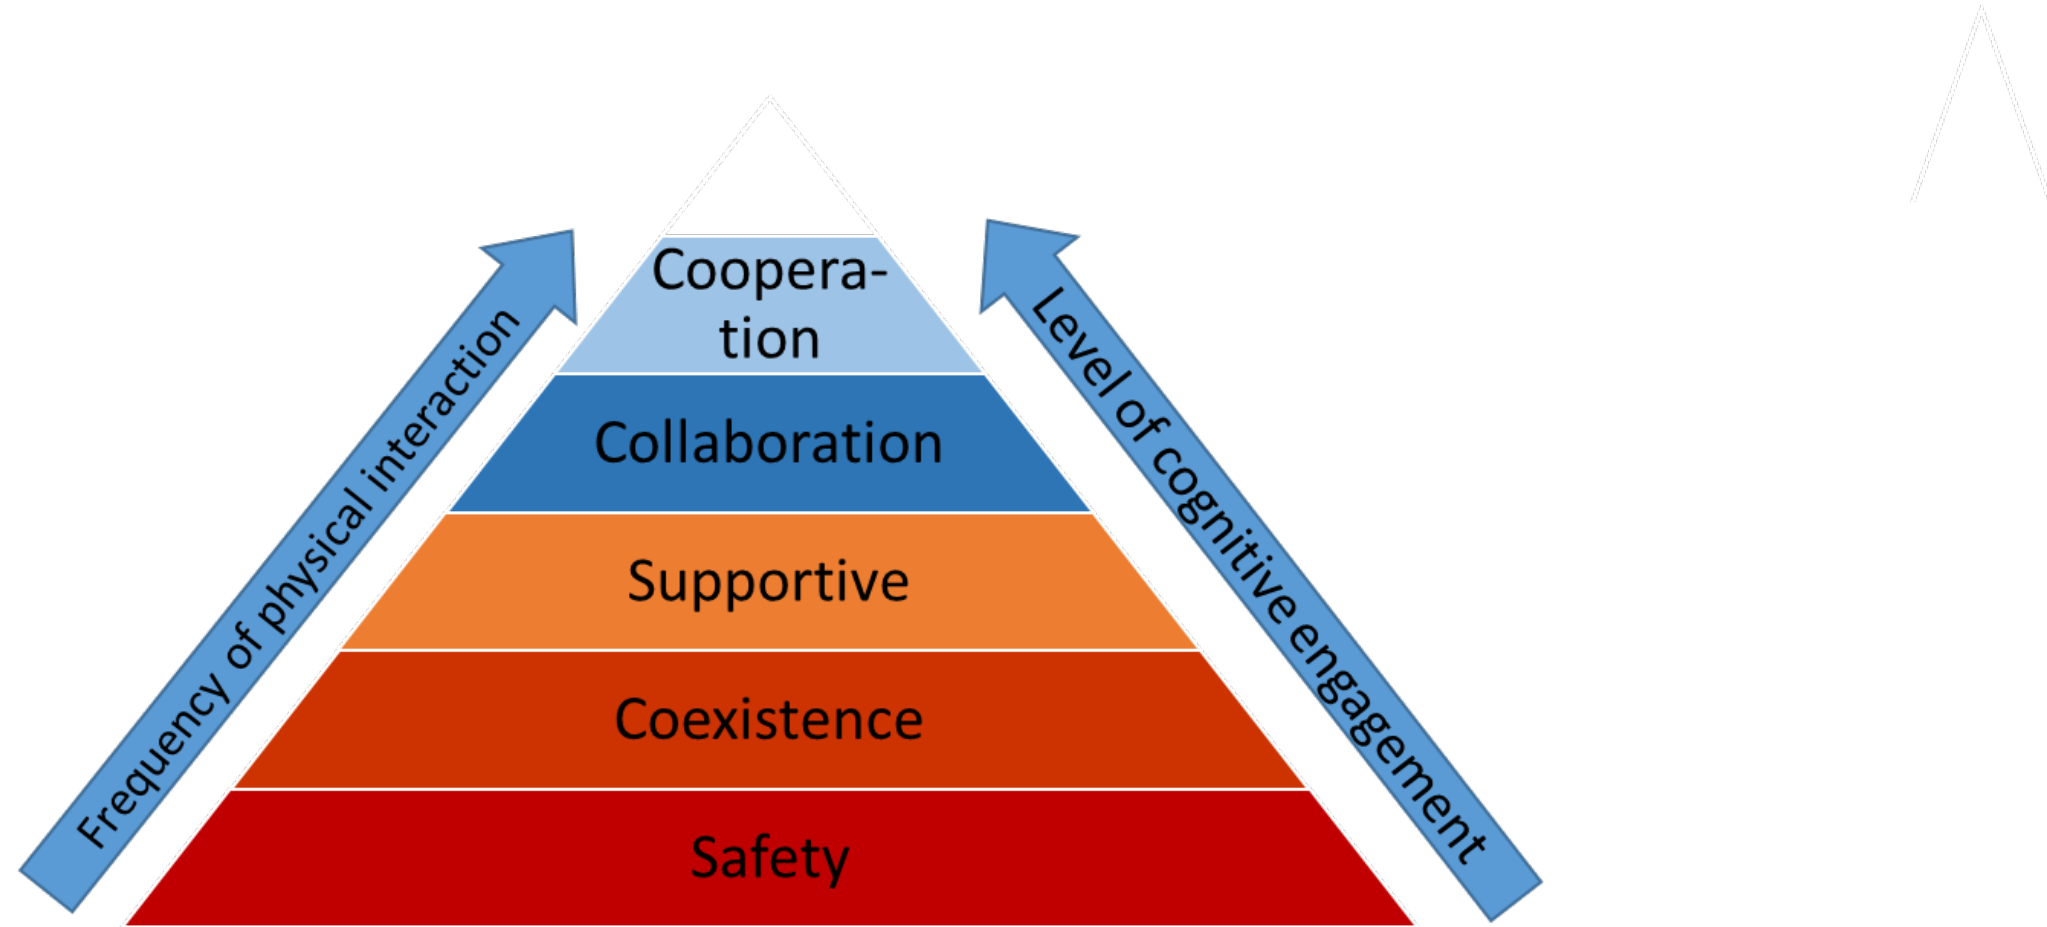 Coopera-
tion
Collaboration
Supportive
Coexistence
Safety
Frequency of physical interaction
Level of cognitive engagement